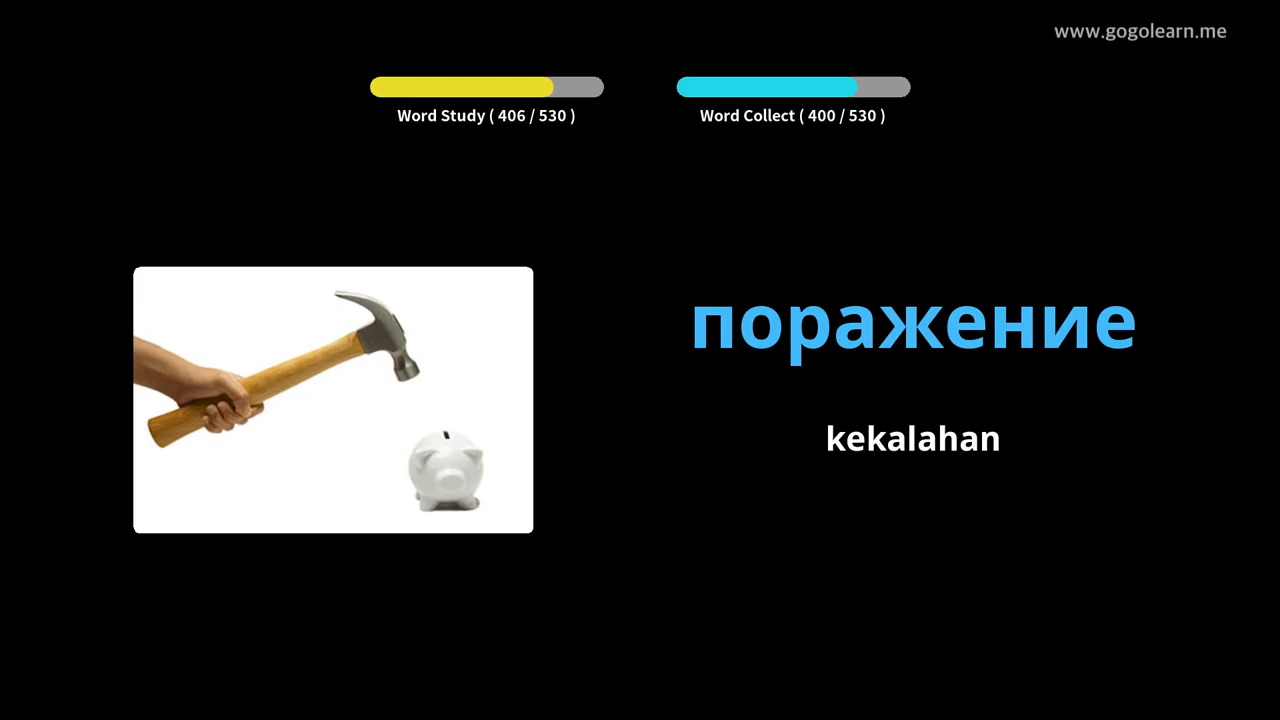 www.gogolearn.me
Word Study ( 406 / 530 )
Word Collect ( 400 / 530 )
поражение
kekalahan